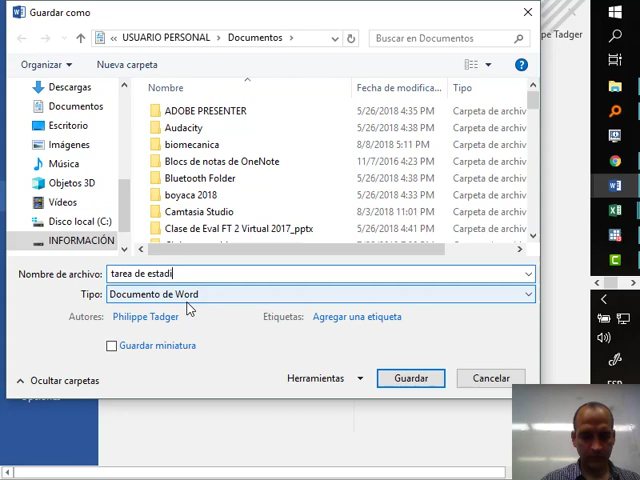 Guardar como
« USUARIO PERSONAL › Documentos ›
Buscar en Documentos
ppe Tadger
Organizar
Nueva carpeta
Descargas
Documentos
Escritorio
Imágenes
Música
Objetos 3D
Vídeos
Disco local (C:)
INFORMACIÓN
Nombre
Fecha de modifica...
Tipo
ADOBE PRESENTER 5/26/2018 4:35 PM Carpeta de archiv
Audacity 5/26/2018 4:38 PM Carpeta de archiv
biomecanica 8/8/2018 5:11 PM Carpeta de archiv
Blocs de notas de OneNote 11/7/2016 4:23 PM Carpeta de archiv
Bluetooth Folder 5/26/2018 4:38 PM Carpeta de archiv
boyaca 2018 5/26/2018 4:33 PM Carpeta de archiv
Camtasia Studio 8/3/2018 11:01 PM Carpeta de archiv
Clase de Eval FT 2 Virtual 2017_pptx 5/26/2018 4:41 PM Carpeta de archiv
Nombre de archivo: tarea de estadi
Tipo: Documento de Word
Autores: Philippe Tadger
Etiquetas: Agregar una etiqueta
Guardar miniatura
Ocultar carpetas
Herramientas
Guardar
Cancelar
Opciones
ESP